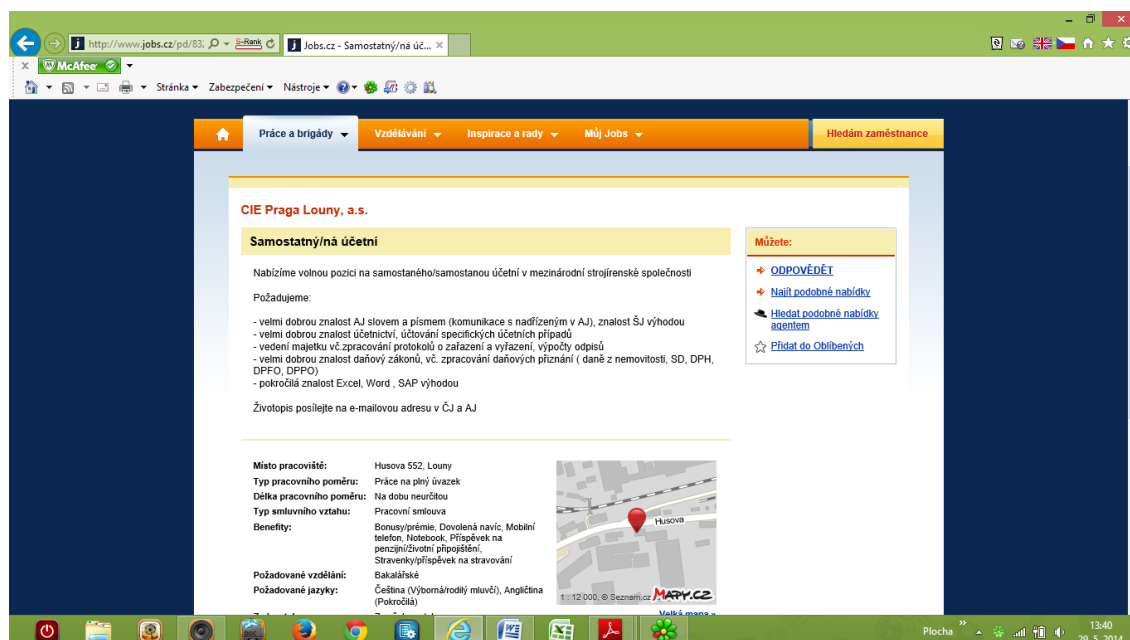 http://www.jobs.cz/pd/83
S-Rank
Jobs.cz - Samostatný/ná úč...
x McAfee
Stránka Zabezpečení Nástroje
Práce a brigády Vzdělávání Inspirace a rady Můj Jobs Hledám zaměstnance
CIE Praga Louny, a.s.
Samostatný/ná účetní
Nabízíme volnou pozici na samostaného/samostanou účetní v mezinárodní strojírenské společnosti
Požadujeme:
- velmi dobrou znalost AJ slovem a písmem (komunikace s nadřízeným v AJ), znalost ŠJ výhodou
- velmi dobrou znalost účetnictví, účtování specifických účetních případů
- vedení majetku vč.zpracování protokolů o zařazení a vyřazení, výpočty odpisů
- velmi dobrou znalost daňový zákonů, vč. zpracování daňových přiznání ( daně z nemovitosti, SD, DPH,
DPFO, DPPO)
- pokročilá znalost Excel, Word , SAP výhodou
Životopis posílejte na e-mailovou adresu v ČJ a AJ
Můžete:
ODPOVĚDĚT
Najít podobné nabídky
Hledat podobné nabídky
agentem
Přidat do Oblíbených
Místo pracoviště: Husova 552, Louny
Typ pracovního poměru: Práce na plný úvazek
Délka pracovního poměru: Na dobu neurčitou
Typ smluvního vztahu: Pracovní smlouva
Benefity: Bonusy/prémie, Dovolená navíc, Mobilní
telefon, Notebook, Příspěvek na
penzijní/životní připojištění,
Stravenky/příspěvek na stravování
Požadované vzdělání: Bakalářské
Požadované jazyky: Čeština (Výborná/rodilý mluvčí), Angličtina
(Pokročilá)
Husova
1 : 12 000, © Seznam.cz MAPY.CZ
Velká mapa »
Plocha
13:40
29. 5. 2014